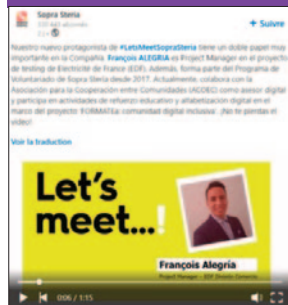 Sopra Steria
+ Suivre
Nuestro nuevo protagonista de #LetsMeetSopraSteria tiene un doble papel muy
importante en la Compañía. François ALEGRIA es Project Manager en el proyecto
de testing de Electricité de France (EDF). Además, forma parte del Programa de
Voluntariado de Sopra Steria desde 2017. Actualmente, colabora con la
Asociación para la Cooperación entre Comunidades (ACOEC) como asesor digital
y participa en actividades de refuerzo educativo y alfabetización digital en el
marco del proyecto 'FORMATEa: comunidad digital inclusiva'. ¡No te pierdas el
vídeo!
Voir la traduction
Let's
meet...!
François Alegría
Project Manager – EDF
0:06 / 1:15